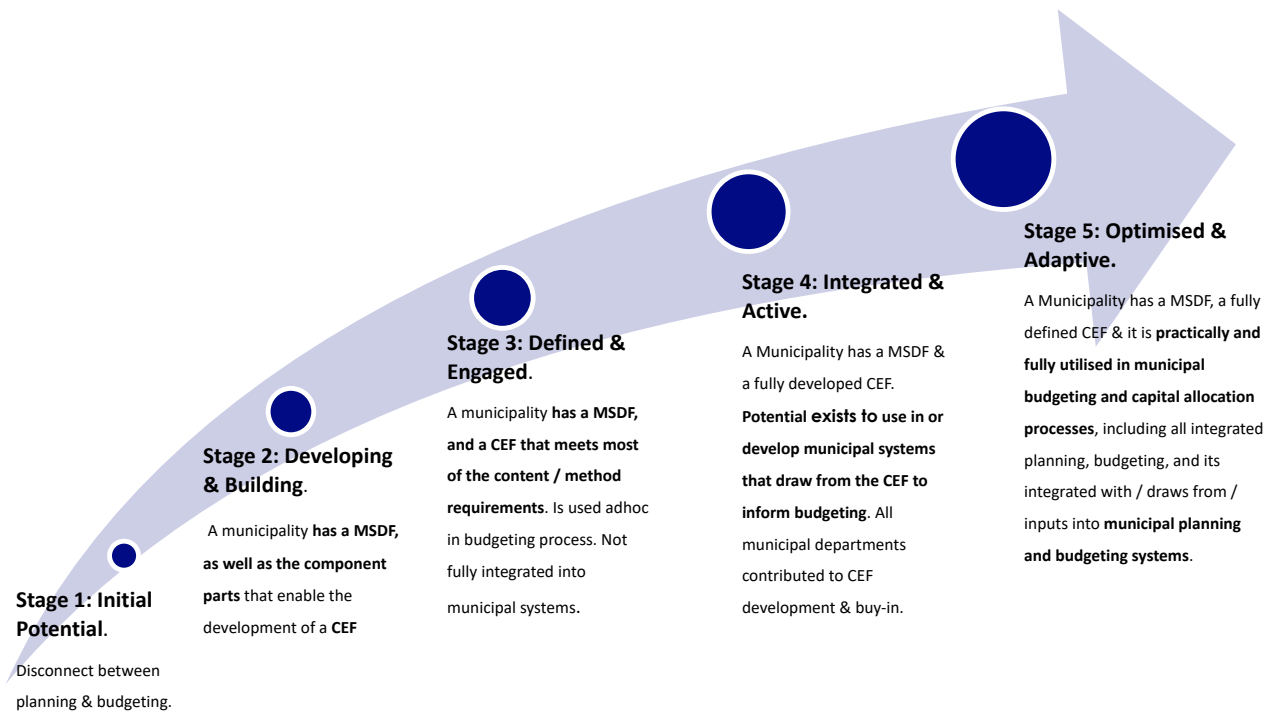 Stage 1: Initial
Potential.
Disconnect between
planning & budgeting.
Stage 2: Developing
& Building.
A municipality has a MSDF,
as well as the component
parts that enable the
development of a CEF
Stage 3: Defined &
Engaged.
A municipality has a MSDF,
and a CEF that meets most
of the content / method
requirements. Is used adhoc
in budgeting process. Not
fully integrated into
municipal systems.
Stage 4: Integrated &
Active.
A Municipality has a MSDF &
a fully developed CEF.
Potential exists to use in or
develop municipal systems
that draw from the CEF to
inform budgeting. All
municipal departments
contributed to CEF
development & buy-in.
Stage 5: Optimised &
Adaptive.
A Municipality has a MSDF, a fully
defined CEF & it is practically and
fully utilised in municipal
budgeting and capital allocation
processes, including all integrated
planning, budgeting, and its
integrated with / draws from /
inputs into municipal planning
and budgeting systems.